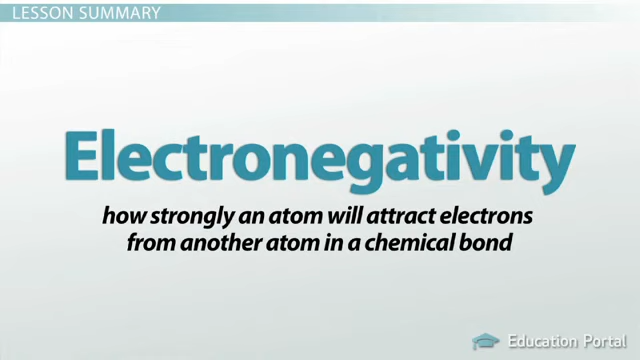 LESSON SUMMARY
Electronegativity
how strongly an atom will attract electrons
from another atom in a chemical bond
Education Portal